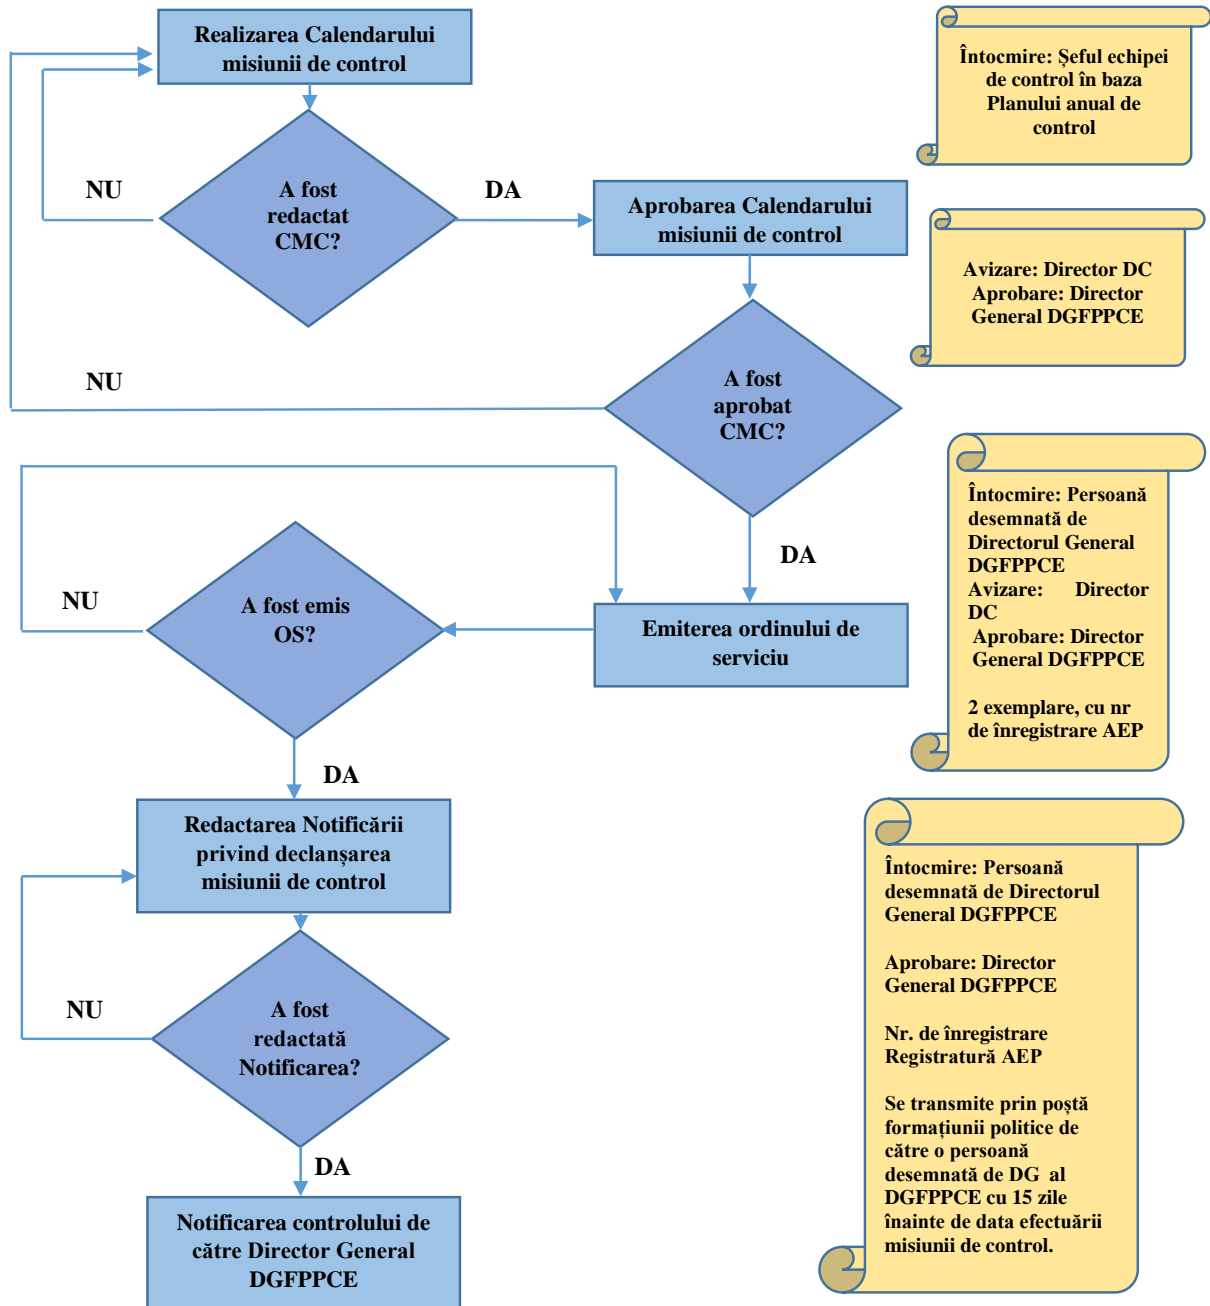 Realizarea Calendarului
misiunii de control
A fost
redactat
CMC?
NU
DA
Aprobarea Calendarului
misiunii de control
A fost
aprobat
CMC?
NU
DA
Emiterea ordinului de
serviciu
A fost emis
OS?
NU
DA
Redactarea Notificării
privind declanșarea
misiunii de control
A fost
redactată
Notificarea?
NU
DA
Notificarea controlului de
către Director General
DGFPPCE
Întocmire: Șeful echipei
de control în baza
Planului anual de
control
Avizare: Director DC
Aprobare: Director
General DGFPPCE
Întocmire: Persoană
desemnată de
Directorul General
DGFPPCE
Avizare: Director
DC
Aprobare: Director
General DGFPPCE
2 exemplare, cu nr
de înregistrare AEP
Întocmire: Persoană
desemnată de Directorul
General DGFPPCE
Aprobare: Director
General DGFPPCE
Nr. de înregistrare
Registratură AEP
Se transmite prin poștă
formațiunii politice de
către o persoană
desemnată de DG al
DGFPPCE cu 15 zile
înainte de data efectuării
misiunii de control.